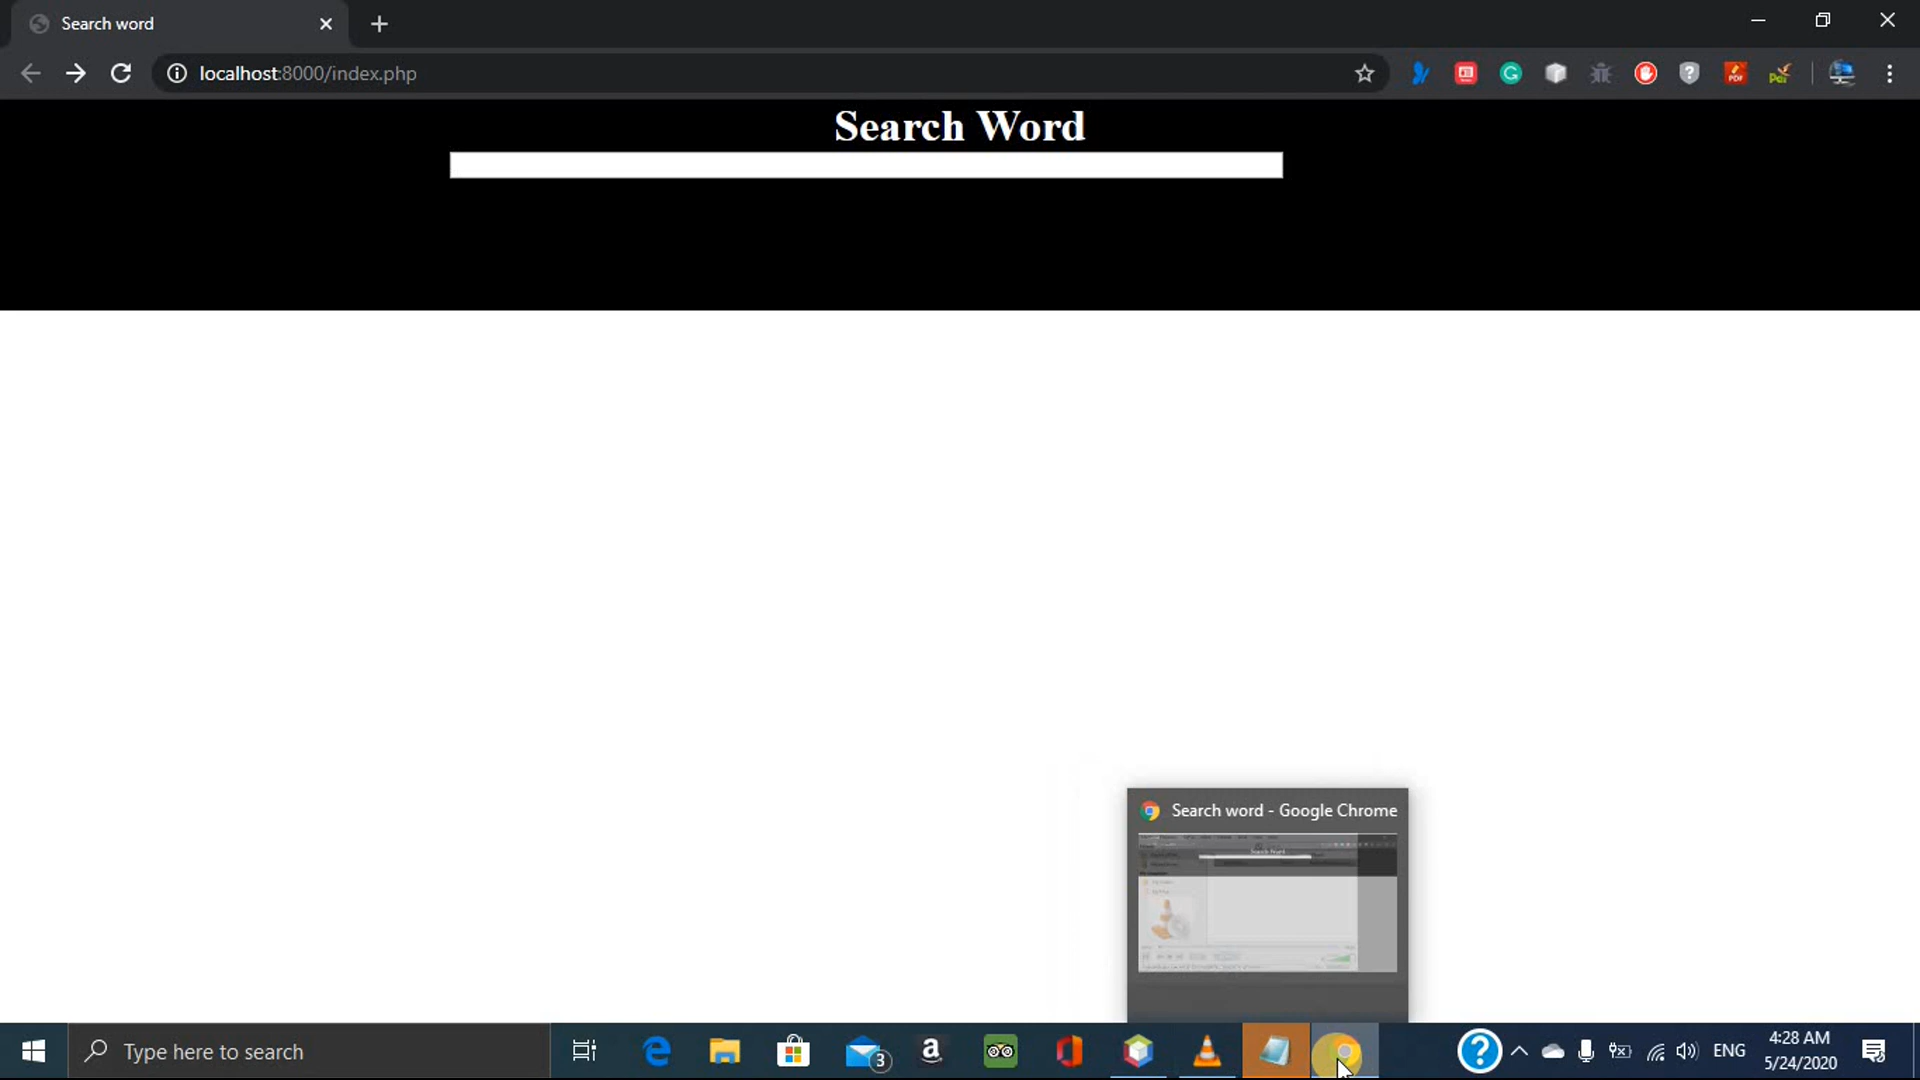 Search word
localhost:8000/index.php
Search Word
Search word - Google Chrome
Type here to search
3
ENG
4:28 AM
5/24/2020